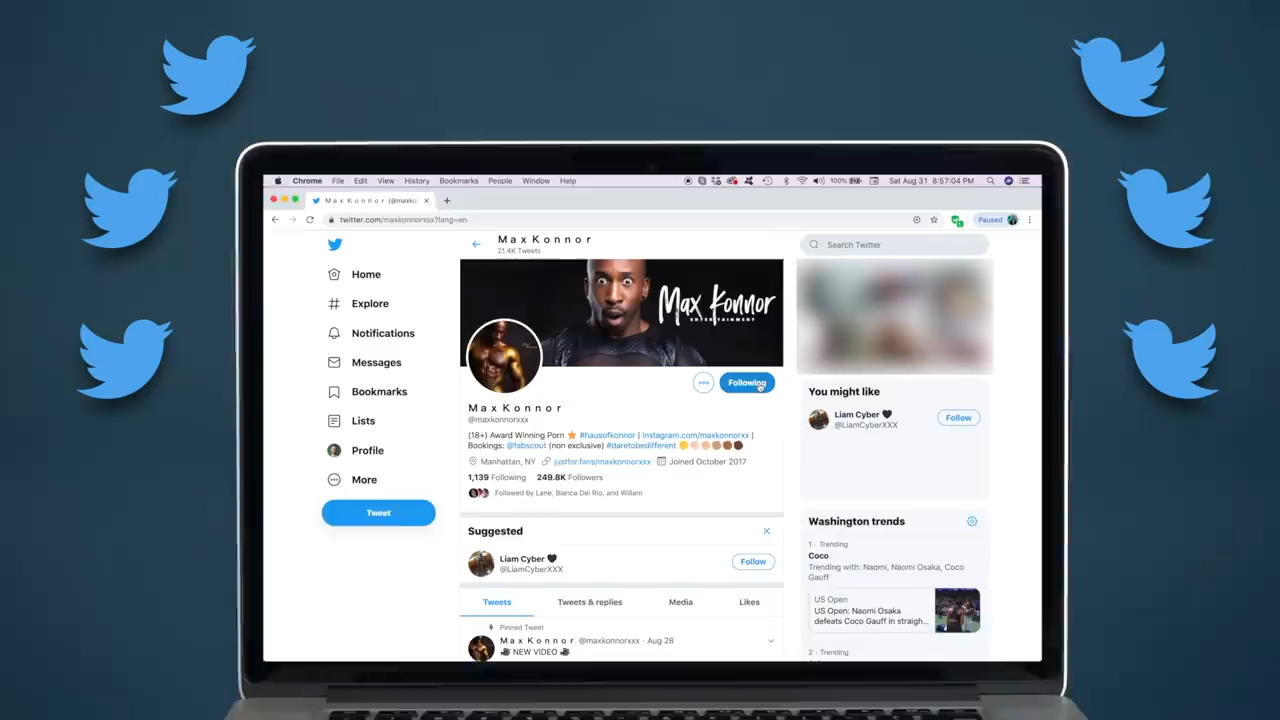 Chrome File Edit View History Bookmarks People Window Help
100% Sat Aug 31 8:57:04 PM
M a x K o n n o r (@maxko
twitter.com/maxkonnorxxx?lang=en
Paused
M a x K o n n o r
21.4K Tweets
Search Twitter
Home
Explore
Notifications
Messages
Bookmarks
Lists
Profile
More
Tweet
Max Konnor
ENTERTAINMENT
Following
M a x K o n n o r
@maxkonnorxxx
(18+) Award Winning Porn ⭐ #hausofkonnor | instagram.com/maxkonnorxx |
Bookings: @fabscout (non exclusive) #daretobedifferent ✊✊🏻✊🏼✊🏽✊🏾✊🏿
Manhattan, NY justfor.fans/maxkonnorxxx Joined October 2017
1,139 Following 249.8K Followers
Followed by Lane, Bianca Del Rio, and Willam
Suggested
Liam Cyber 🖤
@LiamCyberXXX
Follow
Tweets Tweets & replies Media Likes
Pinned Tweet
M a x K o n n o r @maxkonnorxxx · Aug 28
🎥 NEW VIDEO 🎥
You might like
Liam Cyber 🖤
@LiamCyberXXX
Follow
Washington trends
1 · Trending
Coco
Trending with: Naomi, Naomi Osaka, Coco
Gauff
US Open
US Open: Naomi Osaka
defeats Coco Gauff in straigh...
2 · Trending